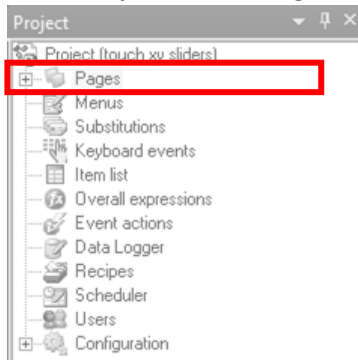 Project
Project (touch xy sliders)
Pages
Menus
Substitutions
Keyboard events
Item list
Overall expressions
Event actions
Data Logger
Recipes
Scheduler
Users
Configuration